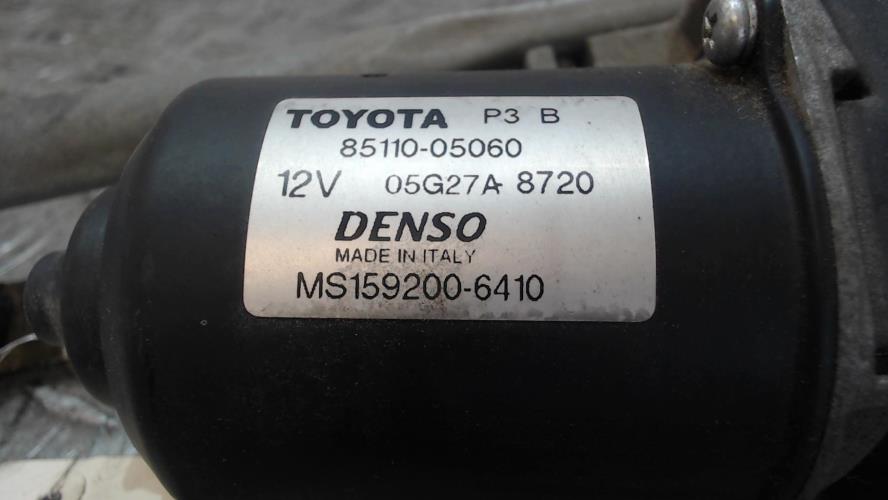 TOYOTA P3 B
85110-05060
12V 05G27A 8720
DENSO
MADE IN ITALY
MS159200-6410